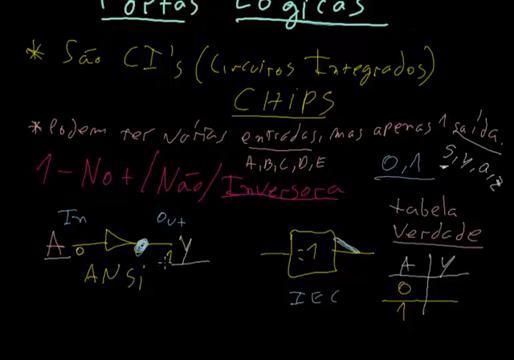 Portas Lógicas
* São CI's (Circuitos Integrados)
CHIPS
* Podem ter várias entradas, mas apenas 1 saída.
A, B, C, D, E
0,1
S, Y, Q,
1 - Not/Não/Inversora
In
Out
A
0
1
Y
ANSi
=1
IEC
tabela
Verdade
A Y
0
1